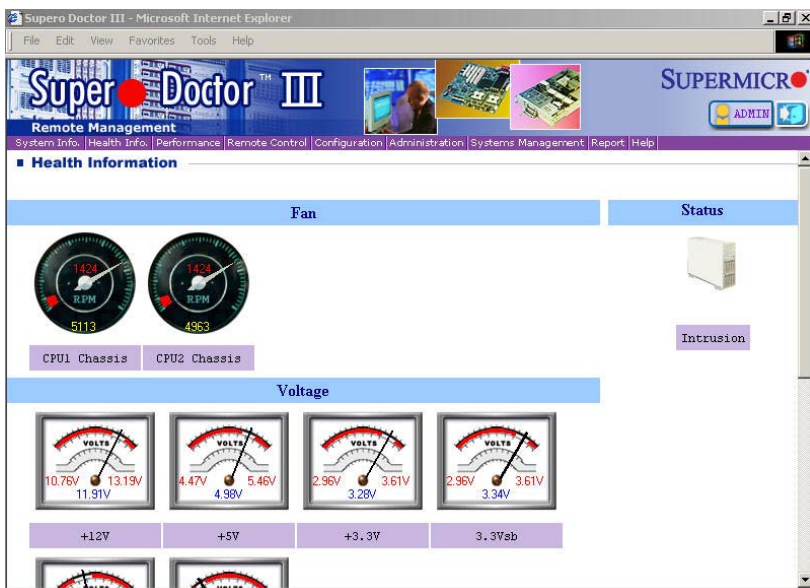 Supero Doctor III - Microsoft Internet Explorer
File Edit View Favorites Tools Help
Super Doctor™ III
SUPERMICR
Remote Management
ADMIN
System Info. Health Info. Performance Remote Control Configuration Administration Systems Management Report Help
Health Information
Fan
Status
1424
RPM
5113
1424
RPM
4963
CPU1 Chassis
CPU2 Chassis
Intrusion
Voltage
VOLTS
10.76V 13.19V
11.91V
VOLTS
4.47V 5.46V
4.98V
VOLTS
2.96V 3.61V
3.28V
VOLTS
2.96V 3.61V
3.34V
+12V
+5V
+3.3V
3.3Vsb